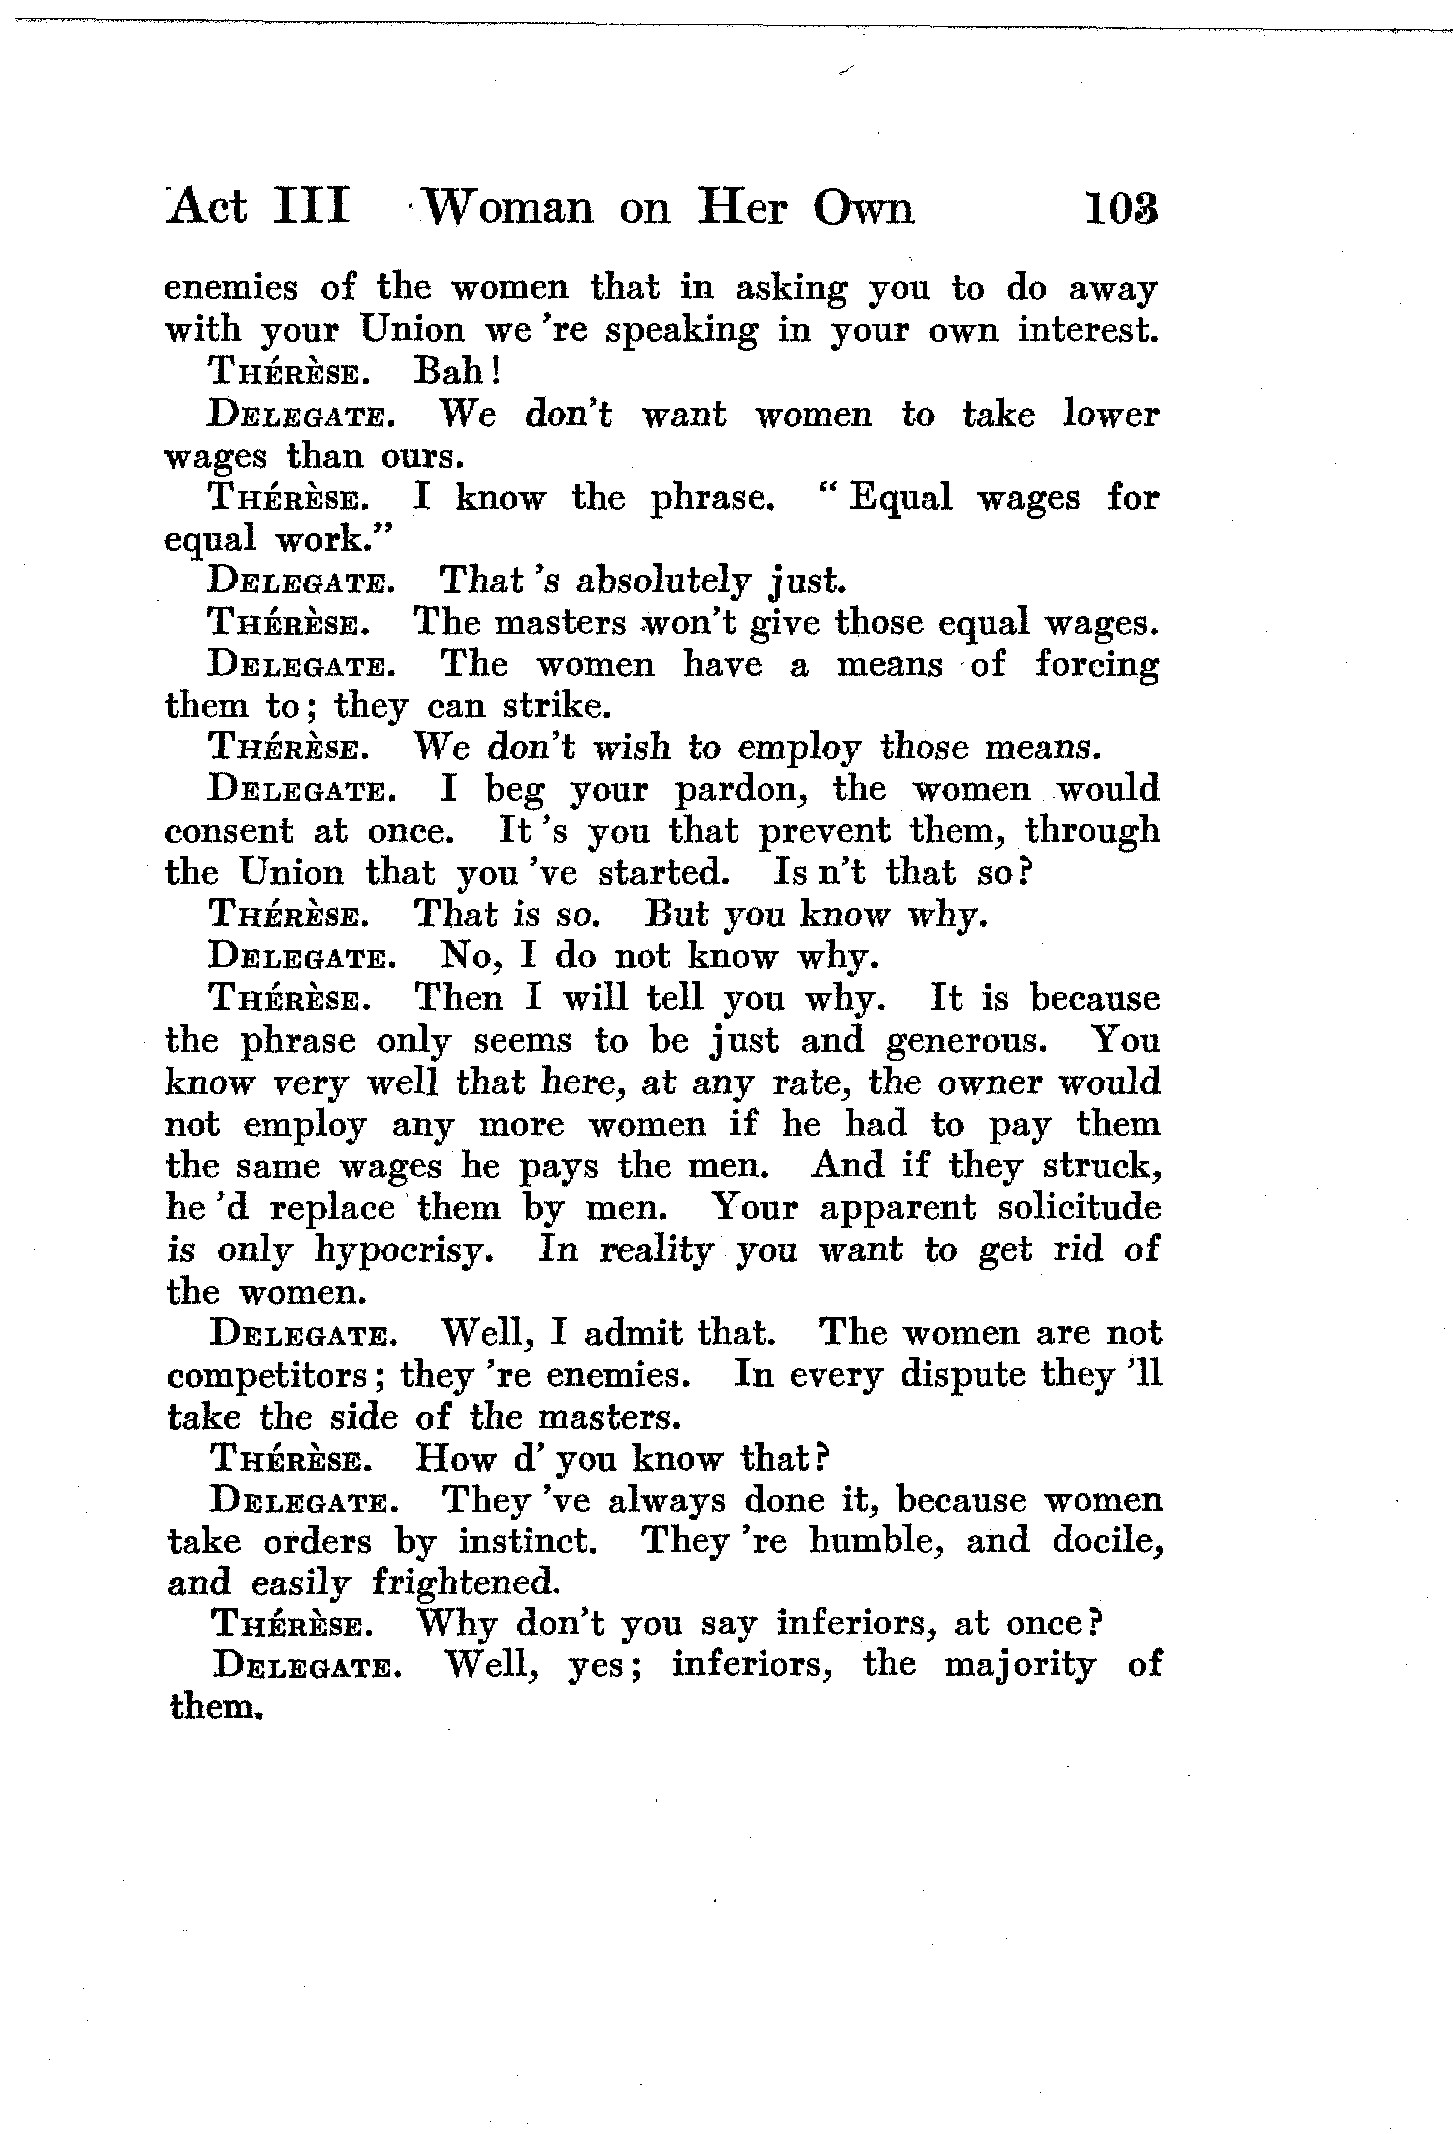 Act III Woman on Her Own 103
enemies of the women that in asking you to do away
with your Union we 're speaking in your own interest.
THÉRÈSE. Bah!
DELEGATE. We don't want women to take lower
wages than ours.
THÉRÈSE. I know the phrase. "Equal wages for
equal work."
DELEGATE. That 's absolutely just.
THÉRÈSE. The masters won't give those equal wages.
DELEGATE. The women have a means of forcing
them to; they can strike.
THÉRÈSE. We don't wish to employ those means.
DELEGATE. I beg your pardon, the women would
consent at once. It 's you that prevent them, through
the Union that you 've started. Is n't that so?
THÉRÈSE. That is so. But you know why.
DELEGATE. No, I do not know why.
THÉRÈSE. Then I will tell you why. It is because
the phrase only seems to be just and generous. You
know very well that here, at any rate, the owner would
not employ any more women if he had to pay them
the same wages he pays the men. And if they struck,
he 'd replace them by men. Your apparent solicitude
is only hypocrisy. In reality you want to get rid of
the women.
DELEGATE. Well, I admit that. The women are not
competitors; they 're enemies. In every dispute they 'll
take the side of the masters.
THÉRÈSE. How d' you know that?
DELEGATE. They 've always done it, because women
take orders by instinct. They 're humble, and docile,
and easily frightened.
THÉRÈSE. Why don't you say inferiors, at once?
DELEGATE. Well, yes; inferiors, the majority of
them.